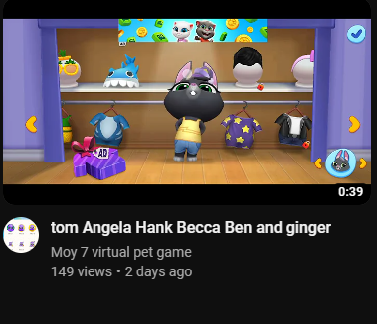 AD
AD
0:39
tom Angela Hank Becca Ben and ginger
Moy 7 virtual pet game
149 views • 2 days ago